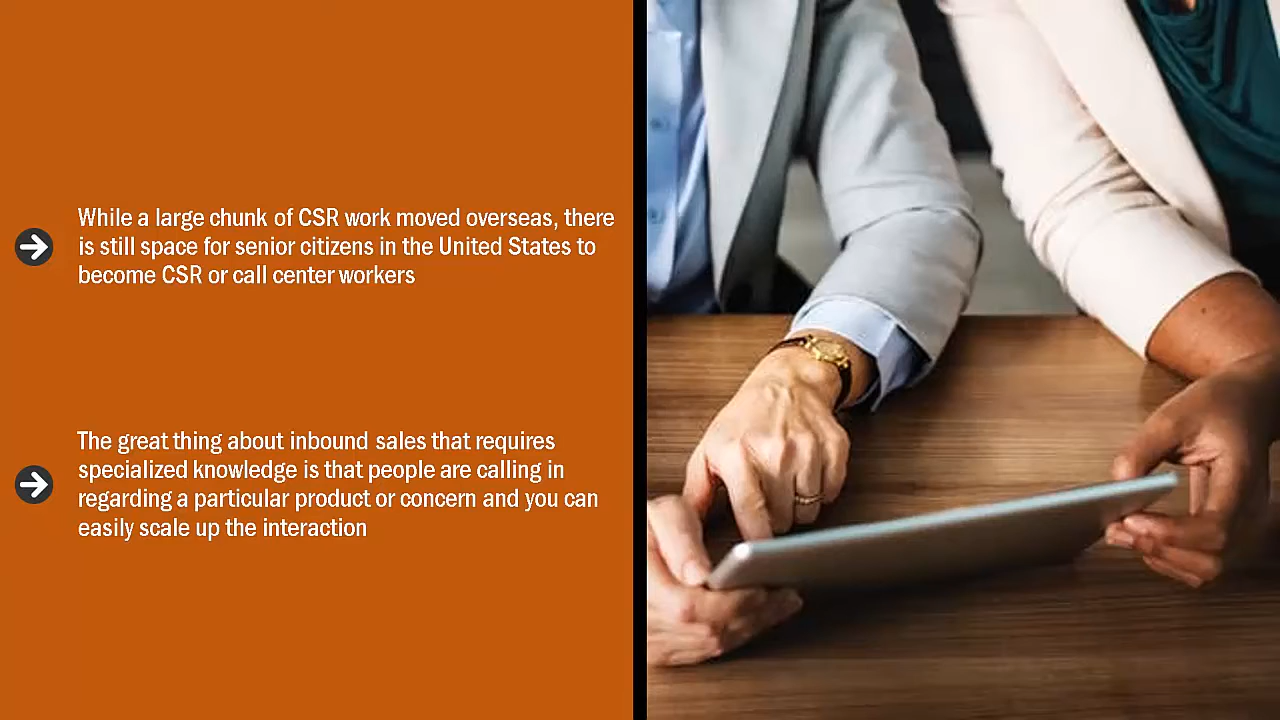 While a large chunk of CSR work moved overseas, there
is still space for senior citizens in the United States to
become CSR or call center workers
The great thing about inbound sales that requires
specialized knowledge is that people are calling in
regarding a particular product or concern and you can
easily scale up the interaction